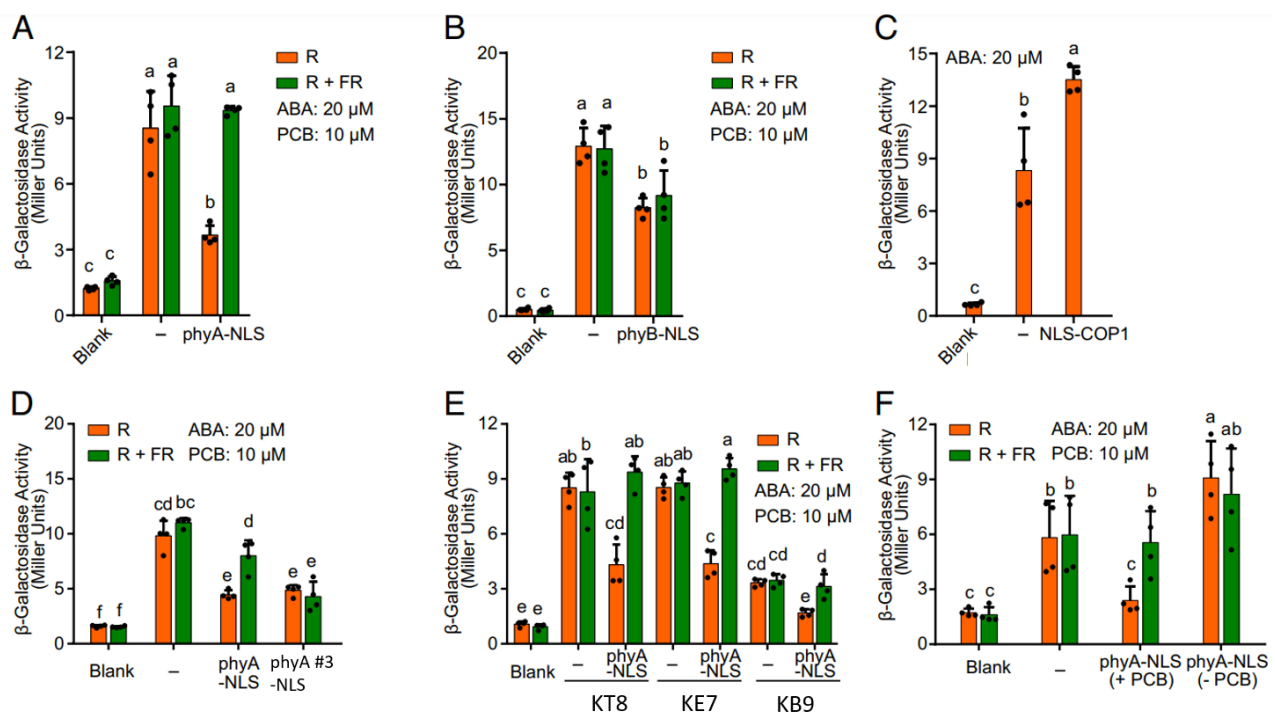 A
β-Galactosidase Activity
(Miller Units)
12
9
6
3
0
c
c
a
a
b
a
R
R + FR
ABA: 20 μM
PCB: 10 μM
Blank
–
phyA-NLS
B
β-Galactosidase Activity
(Miller Units)
20
15
10
5
0
c
c
a
a
b
b
R
R + FR
ABA: 20 μM
PCB: 10 μM
Blank
–
phyB-NLS
C
β-Galactosidase Activity
(Miller Units)
15
12
9
6
3
0
ABA: 20 μM
c
b
a
Blank
–
NLS-COP1
D
β-Galactosidase Activity
(Miller Units)
20
15
10
5
0
R
R + FR
ABA: 20 μM
PCB: 10 μM
f
f
cd
bc
e
d
e
e
Blank
–
phyA
-NLS
phyA #3
-NLS
E
β-Galactosidase Activity
(Miller Units)
12
9
6
3
0
e
e
ab
b
cd
ab
ab
ab
c
a
cd
cd
e
d
R
R + FR
ABA: 20 μM
PCB: 10 μM
Blank
–
phyA
-NLS
–
phyA
-NLS
–
phyA
-NLS
KT8
KE7
KB9
F
β-Galactosidase Activity
(Miller Units)
12
9
6
3
0
R
R + FR
ABA: 20 μM
PCB: 10 μM
c
c
b
b
c
b
a
ab
Blank
–
phyA-NLS
(+ PCB)
phyA-NLS
(- PCB)